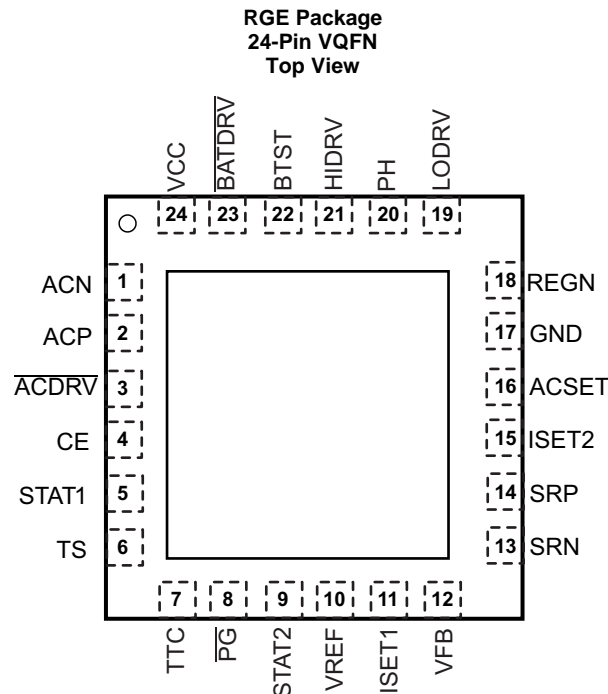 RGE Package
24-Pin VQFN
Top View
VCC
BATDRV
BTST
HIDRV
PH
LODRV
24
23
22
21
20
19
ACN
1
18
REGN
ACP
2
17
GND
ACDRV
3
16
ACSET
CE
4
15
ISET2
STAT1
5
14
SRP
TS
6
13
SRN
7
8
9
10
11
12
TTC
PG
STAT2
VREF
ISET1
VFB